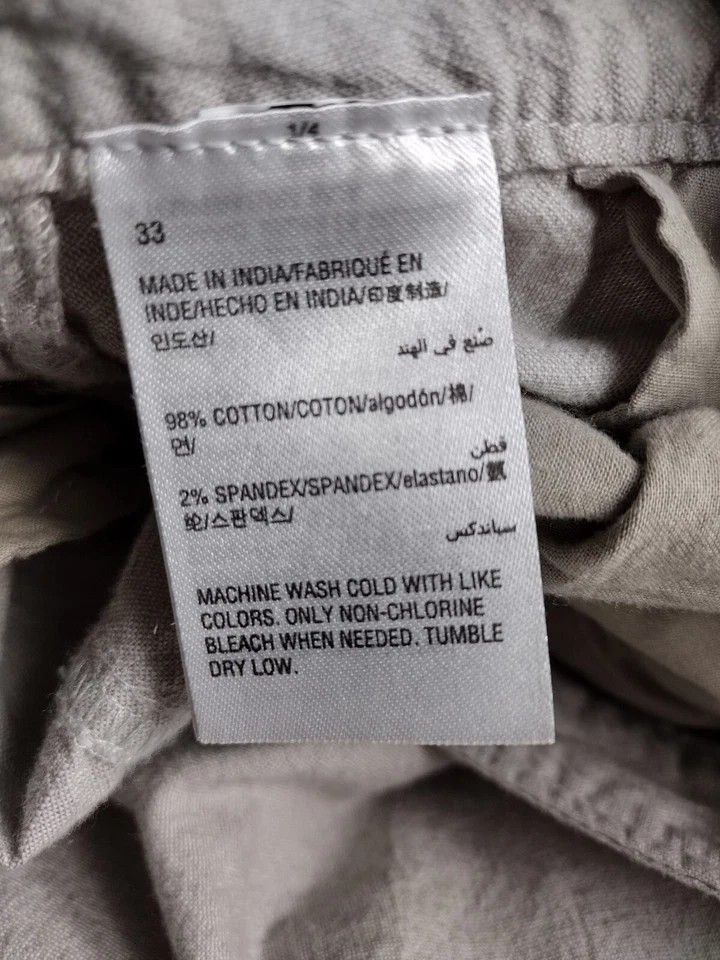 1/4
33
MADE IN INDIA/FABRIQUÉ EN
INDE/HECHO EN INDIA/印度制造/
인도산/
صُنع في الهند
98% COTTON/COTON/algodón/棉/
면/
قطن
2% SPANDEX/SPANDEX/elastano/氨
纶/스판덱스/
سباندكس
MACHINE WASH COLD WITH LIKE
COLORS. ONLY NON-CHLORINE
BLEACH WHEN NEEDED. TUMBLE
DRY LOW.